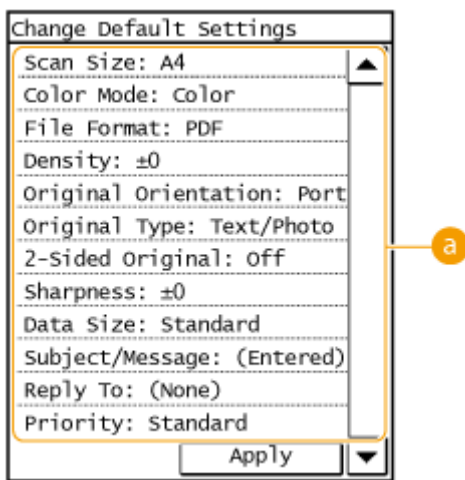 Change Default Settings
Scan Size: A4
Color Mode: Color
File Format: PDF
Density: ±0
Original Orientation: Port
Original Type: Text/Photo
2-Sided Original: Off
Sharpness: ±0
Data Size: Standard
Subject/Message: (Entered)
Reply To: (None)
Priority: Standard
Apply
a